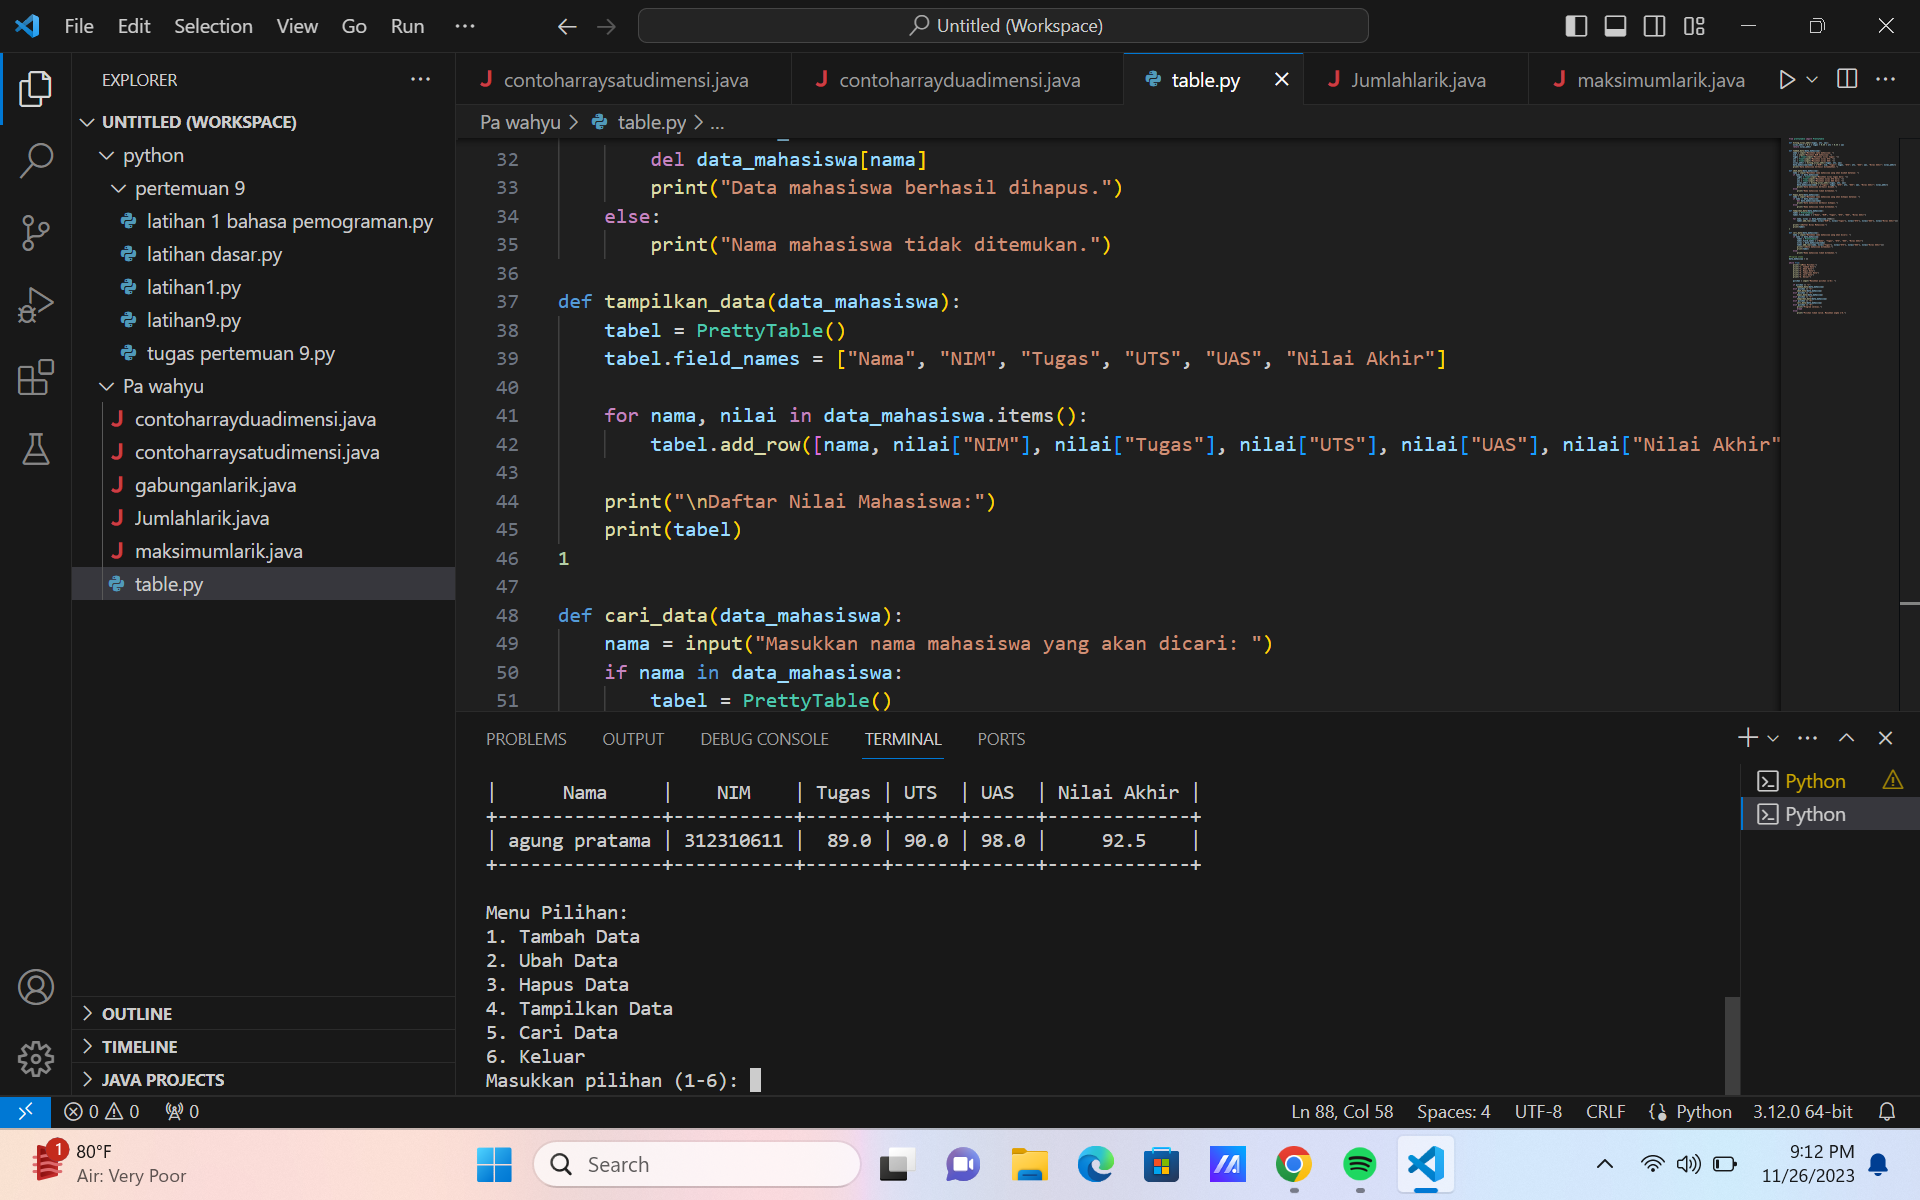 File Edit Selection View Go Run ... Untitled (Workspace)
EXPLORER ...
UNTITLED (WORKSPACE)
python
pertemuan 9
latihan 1 bahasa pemograman.py
latihan dasar.py
latihan1.py
latihan9.py
tugas pertemuan 9.py
Pa wahyu
contoharrayduadimensi.java
contoharraysatudimensi.java
gabunganlarik.java
Jumlahlarik.java
maksimumlarik.java
table.py
OUTLINE
TIMELINE
JAVA PROJECTS
contoharraysatudimensi.java contoharrayduadimensi.java table.py Jumlahlarik.java maksimumlarik.java ...
Pa wahyu > table.py > ...
32 del data_mahasiswa[nama]
33 print("Data mahasiswa berhasil dihapus.")
34 else:
35 print("Nama mahasiswa tidak ditemukan.")
36
37 def tampilkan_data(data_mahasiswa):
38 tabel = PrettyTable()
39 tabel.field_names = ["Nama", "NIM", "Tugas", "UTS", "UAS", "Nilai Akhir"]
40
41 for nama, nilai in data_mahasiswa.items():
42 tabel.add_row([nama, nilai["NIM"], nilai["Tugas"], nilai["UTS"], nilai["UAS"], nilai["Nilai Akhir"
43
44 print("\nDaftar Nilai Mahasiswa:")
45 print(tabel)
46 1
47
48 def cari_data(data_mahasiswa):
49 nama = input("Masukkan nama mahasiswa yang akan dicari: ")
50 if nama in data_mahasiswa:
51 tabel = PrettyTable()
PROBLEMS OUTPUT DEBUG CONSOLE TERMINAL PORTS
| Nama | NIM | Tugas | UTS | UAS | Nilai Akhir |
+---------------+-----------+-------+------+------+-------------+
| agung pratama | 312310611 | 89.0 | 90.0 | 98.0 | 92.5 |
+---------------+-----------+-------+------+------+-------------+
Menu Pilihan:
1. Tambah Data
2. Ubah Data
3. Hapus Data
4. Tampilkan Data
5. Cari Data
6. Keluar
Masukkan pilihan (1-6):
Python
Python
0 0 0 Ln 88, Col 58 Spaces: 4 UTF-8 CRLF Python 3.12.0 64-bit
1
80°F
Air: Very Poor
Search
9:12 PM
11/26/2023